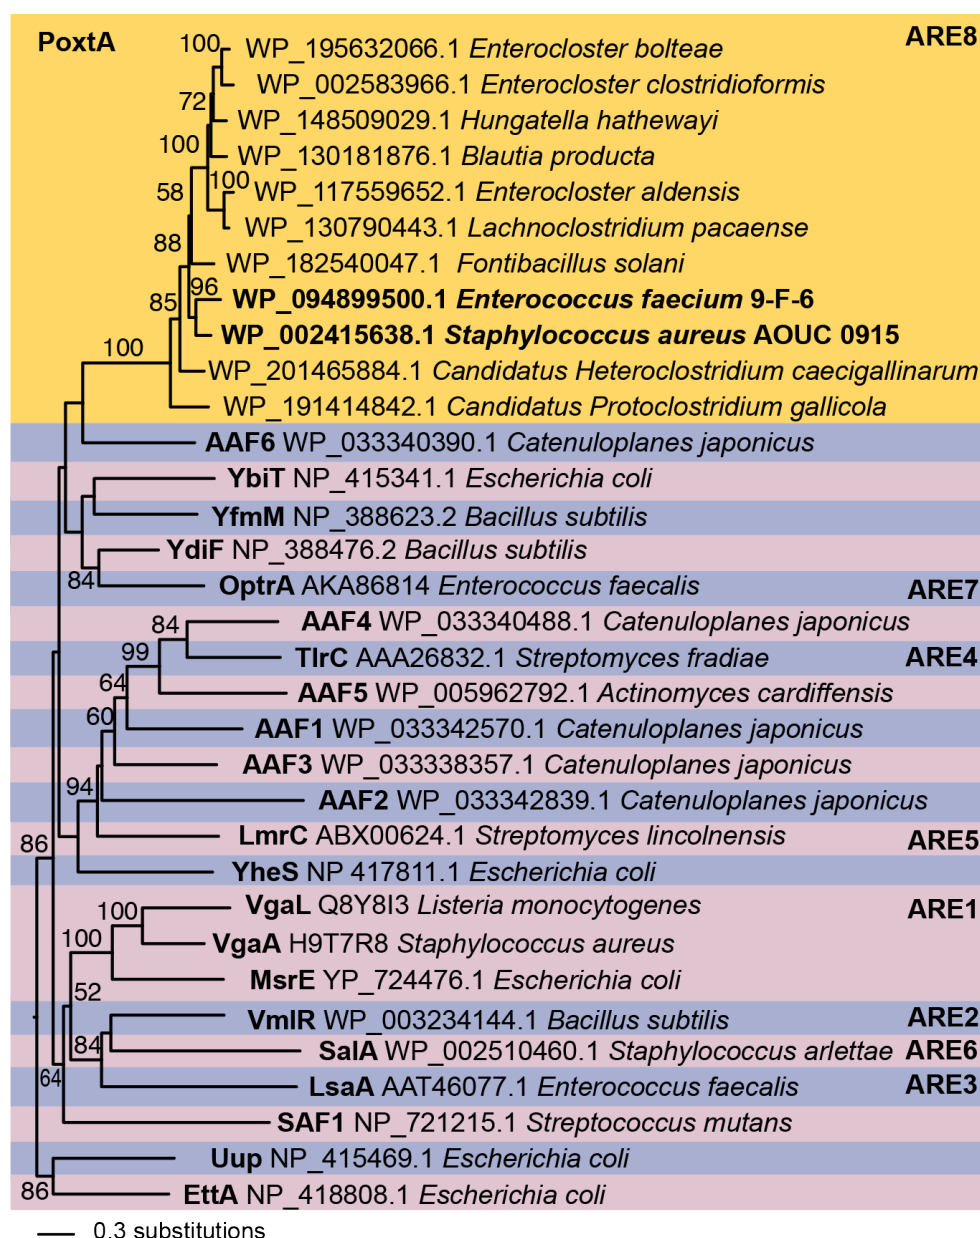 PoxtA ARE8
100 WP_195632066.1 Enterocloster bolteae
WP_002583966.1 Enterocloster clostridioformis
72
WP_148509029.1 Hungatella hathewayi
100
WP_130181876.1 Blautia producta
58 100 WP_117559652.1 Enterocloster aldensis
WP_130790443.1 Lachnoclostridium pacaense
88
WP_182540047.1 Fontibacillus solani
85 96 WP_094899500.1 Enterococcus faecium 9-F-6
WP_002415638.1 Staphylococcus aureus AOUC 0915
100
WP_201465884.1 Candidatus Heteroclostridium caecigallinarum
WP_191414842.1 Candidatus Protoclostridium gallicola
AAF6 WP_033340390.1 Catenuloplanes japonicus
YbiT NP_415341.1 Escherichia coli
YfmM NP_388623.2 Bacillus subtilis
YdiF NP_388476.2 Bacillus subtilis
84 OptrA AKA86814 Enterococcus faecalis ARE7
84 AAF4 WP_033340488.1 Catenuloplanes japonicus
99 TlrC AAA26832.1 Streptomyces fradiae ARE4
64 AAF5 WP_005962792.1 Actinomyces cardiffensis
60 AAF1 WP_033342570.1 Catenuloplanes japonicus
AAF3 WP_033338357.1 Catenuloplanes japonicus
94 AAF2 WP_033342839.1 Catenuloplanes japonicus
LmrC ABX00624.1 Streptomyces lincolnensis ARE5
86
YheS NP 417811.1 Escherichia coli
100 VgaL Q8Y8I3 Listeria monocytogenes ARE1
100 VgaA H9T7R8 Staphylococcus aureus
MsrE YP_724476.1 Escherichia coli
52
VmlR WP_003234144.1 Bacillus subtilis ARE2
84 SalA WP_002510460.1 Staphylococcus arlettae ARE6
64 LsaA AAT46077.1 Enterococcus faecalis ARE3
SAF1 NP_721215.1 Streptococcus mutans
Uup NP_415469.1 Escherichia coli
86 EttA NP_418808.1 Escherichia coli
0.3 substitutions